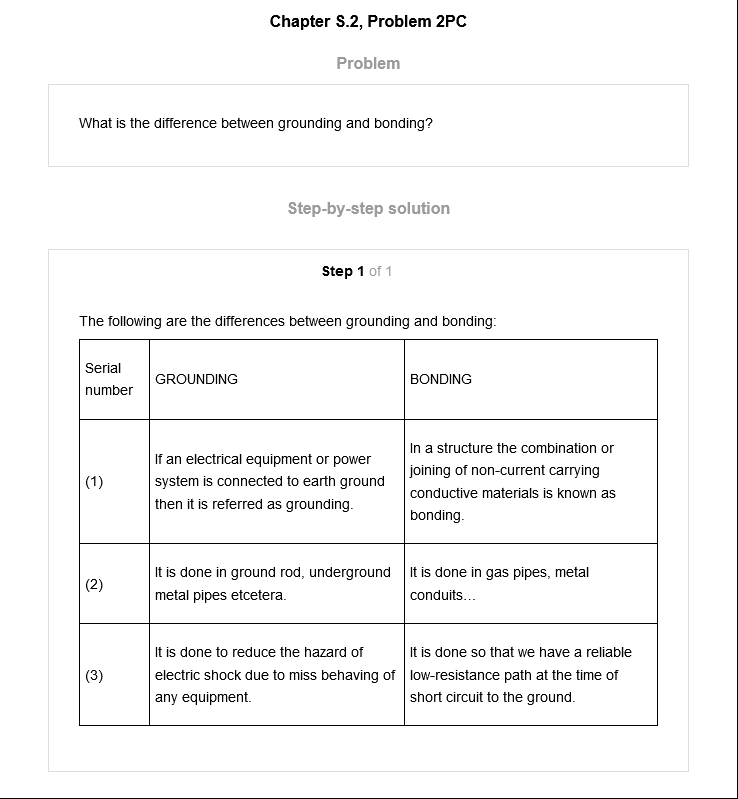 Chapter S.2, Problem 2PC
Problem
What is the difference between grounding and bonding?
Step-by-step solution
Step 1 of 1
The following are the differences between grounding and bonding:
Serial
number
GROUNDING
BONDING
(1)
If an electrical equipment or power
system is connected to earth ground
then it is referred as grounding.
In a structure the combination or
joining of non-current carrying
conductive materials is known as
bonding.
(2)
It is done in ground rod, underground
metal pipes etcetera.
It is done in gas pipes, metal
conduits…
(3)
It is done to reduce the hazard of
electric shock due to miss behaving of
any equipment.
It is done so that we have a reliable
low-resistance path at the time of
short circuit to the ground.